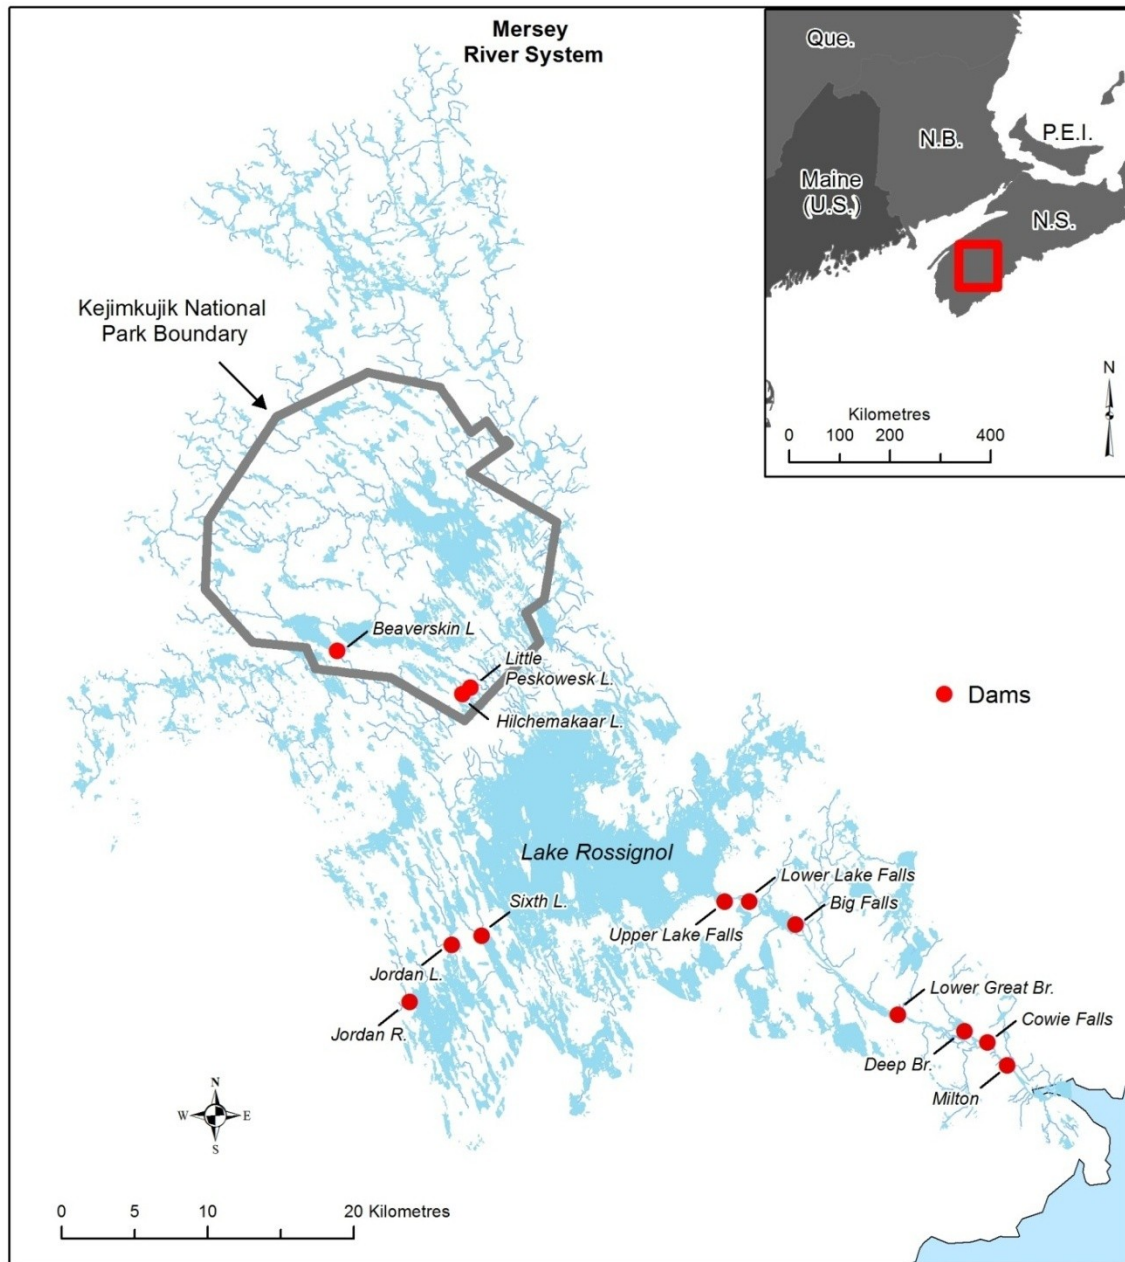 Mersey
River System
Que.
N.B.
P.E.I.
Maine
(U.S.)
N.S.
N
Kilometres
0 100 200 400
Kejimkujik National
Park Boundary
Beaverskin L
Little
Peskowesk L.
Hilchemakaar L.
Dams
Lake Rossignol
Lower Lake Falls
Sixth L.
Big Falls
Upper Lake Falls
Jordan L.
Lower Great Br.
Jordan R.
Cowie Falls
Deep Br.
Milton
N
W E
S
0 5 10 20 Kilometres